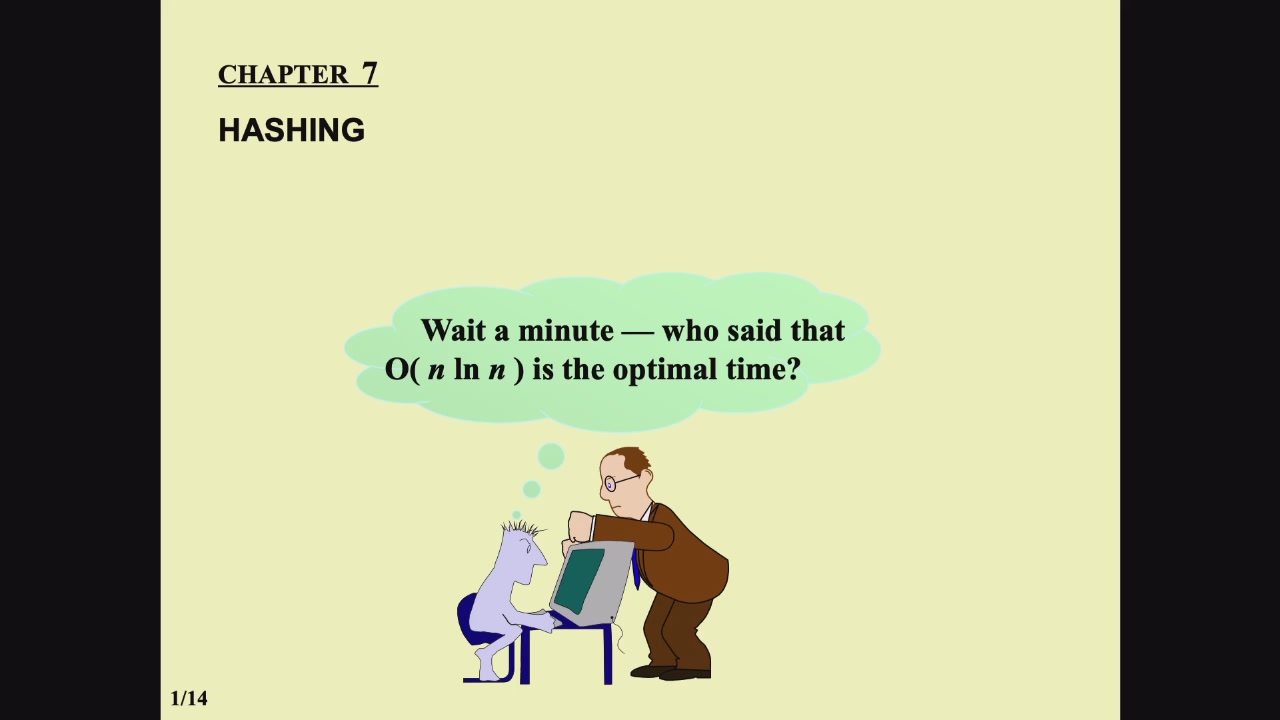 CHAPTER 7
HASHING
Wait a minute — who said that
O( n ln n ) is the optimal time?
1/14